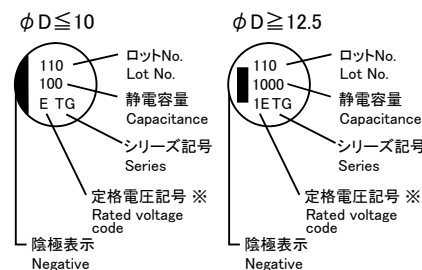 φD≦10
110
100
E TG
ロットNo.
Lot No.
静電容量
Capacitance
シリーズ記号
Series
定格電圧記号 ※
Rated voltage
code
陰極表示
Negative
φD≧12.5
110
1000
1E TG
ロットNo.
Lot No.
静電容量
Capacitance
シリーズ記号
Series
定格電圧記号 ※
Rated voltage
code
陰極表示
Negative